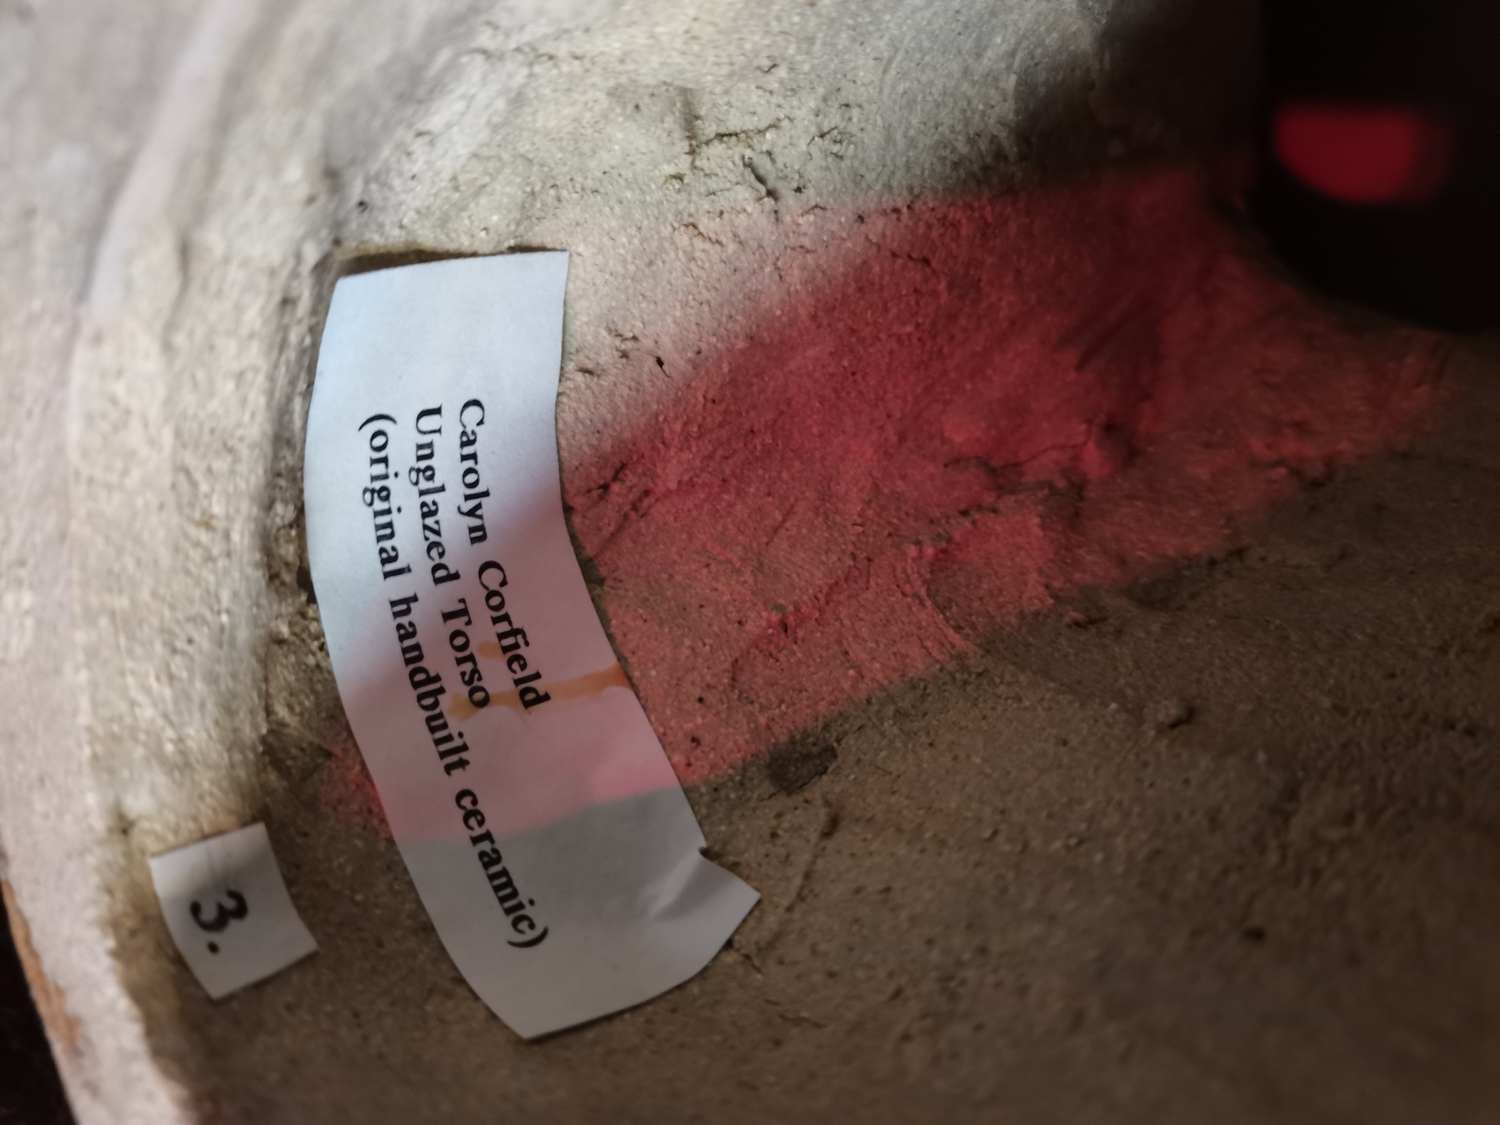 Carolyn Corfield
Unglazed Torso
(original handbuilt ceramic)
3.